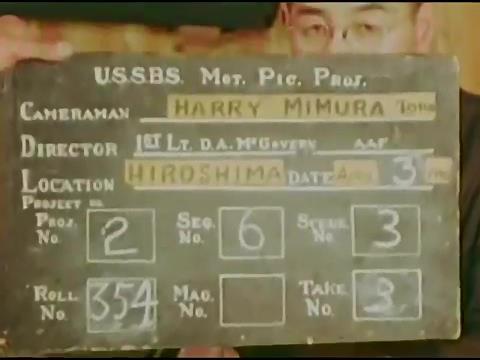 U.S.S.B.S. Mot. Pic. Proj.
CAMERAMAN HARRY MIMURA
DIRECTOR 1ST LT. D.A. McGovern AAF
LOCATION HIROSHIMA DATE 3
PROJECT
PROJ. No. 2 SEQ. No. 6 SCENE No. 3
ROLL No. 354 MAG. No. TAKE No. 3